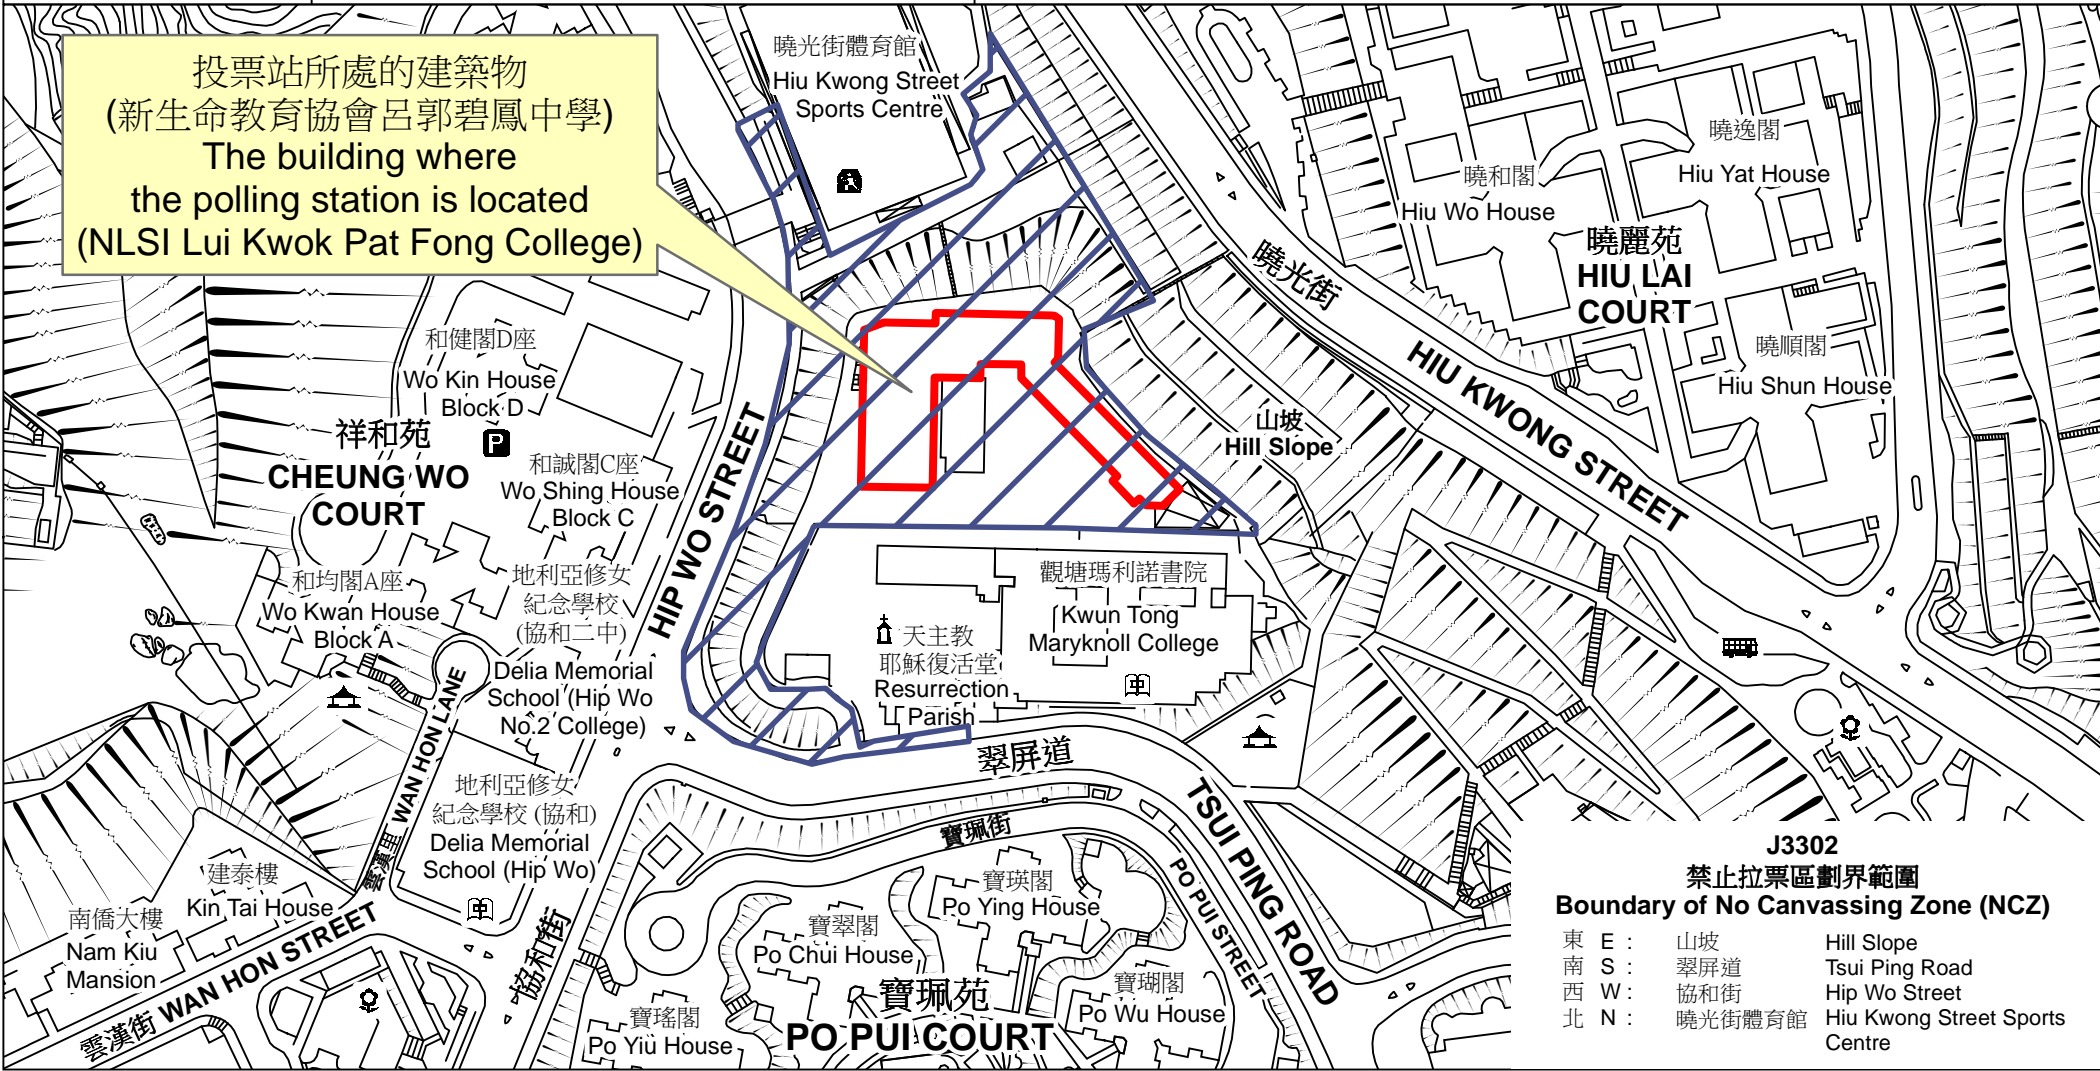 投票站所處的建築物
(新生命教育協會呂郭碧鳳中學)
The building where
the polling station is located
(NLSI Lui Kwok Pat Fong College)
曉光街體育館
Hiu Kwong Street
Sports Centre
曉逸閣
Hiu Yat House
曉和閣
Hiu Wo House
曉麗苑
HIU LAI
COURT
曉順閣
Hiu Shun House
曉光街
HIU KWONG STREET
山坡
Hill Slope
和健閣D座
Wo Kin House
Block D
P
祥和苑
CHEUNG WO
COURT
和誠閣C座
Wo Shing House
Block C
HIP WO STREET
和均閣A座
Wo Kwan House
Block A
地利亞修女
紀念學校
(協和二中)
Delia Memorial
School (Hip Wo
No.2 College)
觀塘瑪利諾書院
Kwun Tong
Maryknoll College
天主教
耶穌復活堂
Resurrection
Parish
翠屏道
TSUI PING ROAD
雲漢里 WAN HON LANE
地利亞修女
紀念學校 (協和)
Delia Memorial
School (Hip Wo)
建泰樓
Kin Tai House
南僑大樓
Nam Kiu
Mansion
雲漢街 WAN HON STREET
協和街
寶珮街
PO PUI STREET
寶瑛閣
Po Ying House
寶翠閣
Po Chui House
寶珮苑
PO PUI COURT
寶瑚閣
Po Wu House
寶瑤閣
Po Yiu House
J3302
禁止拉票區劃界範圍
Boundary of No Canvassing Zone (NCZ)
東 E : 山坡 Hill Slope
南 S : 翠屏道 Tsui Ping Road
西 W : 協和街 Hip Wo Street
北 N : 曉光街體育館 Hiu Kwong Street Sports
Centre